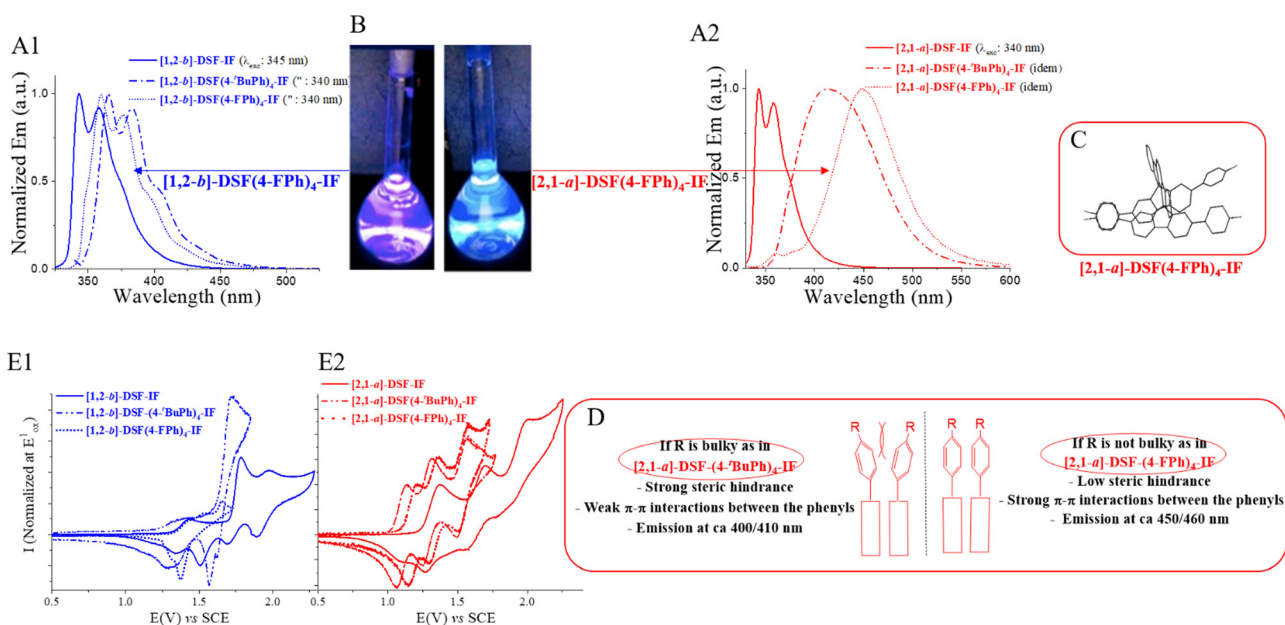 A1
[1,2-b]-DSF-IF (λexc: 345 nm)
[1,2-b]-DSF(4-tBuPh)4-IF (" : 340 nm)
[1,2-b]-DSF(4-FPh)4-IF (" : 340 nm)
Normalized Em (a.u.)
1.0
0.5
0.0
350
400
450
500
Wavelength (nm)
[1,2-b]-DSF(4-FPh)4-IF
B
A2
[2,1-a]-DSF-IF (λexc: 340 nm)
[2,1-a]-DSF(4-tBuPh)4-IF (idem)
[2,1-a]-DSF(4-FPh)4-IF (idem)
Normalized Em (a.u.)
1.0
0.5
0.0
350
400
450
500
550
600
Wavelength (nm)
[2,1-a]-DSF(4-FPh)4-IF
C
[2,1-a]-DSF(4-FPh)4-IF
E1
[1,2-b]-DSF-IF
[1,2-b]-DSF-(4-tBuPh)4-IF
[1,2-b]-DSF(4-FPh)4-IF
I (Nonmalized at E1ox)
0.5
1.0
1.5
2.0
E(V) vs SCE
E2
[2,1-a]-DSF-IF
[2,1-a]-DSF(4-tBuPh)4-IF
[2,1-a]-DSF(4-FPh)4-IF
0.5
1.0
1.5
2.0
E(V) vs SCE
D
If R is bulky as in
[2,1-a]-DSF-(4-tBuPh)4-IF
- Strong steric hindrance
- Weak π-π interactions between the phenyls
- Emission at ca 400/410 nm
R
R
R
R
If R is not bulky as in
[2,1-a]-DSF-(4-FPh)4-IF
- Low steric hindrance
- Strong π-π interactions between the phenyls
- Emission at ca 450/460 nm